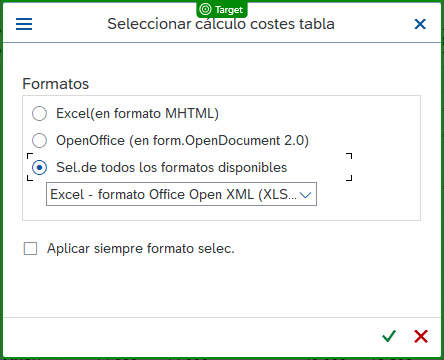 Target
Seleccionar cálculo costes tabla
Formatos
Excel(en formato MHTML)
OpenOffice (en form.OpenDocument 2.0)
Sel.de todos los formatos disponibles
Excel - formato Office Open XML (XLS...
Aplicar siempre formato selec.